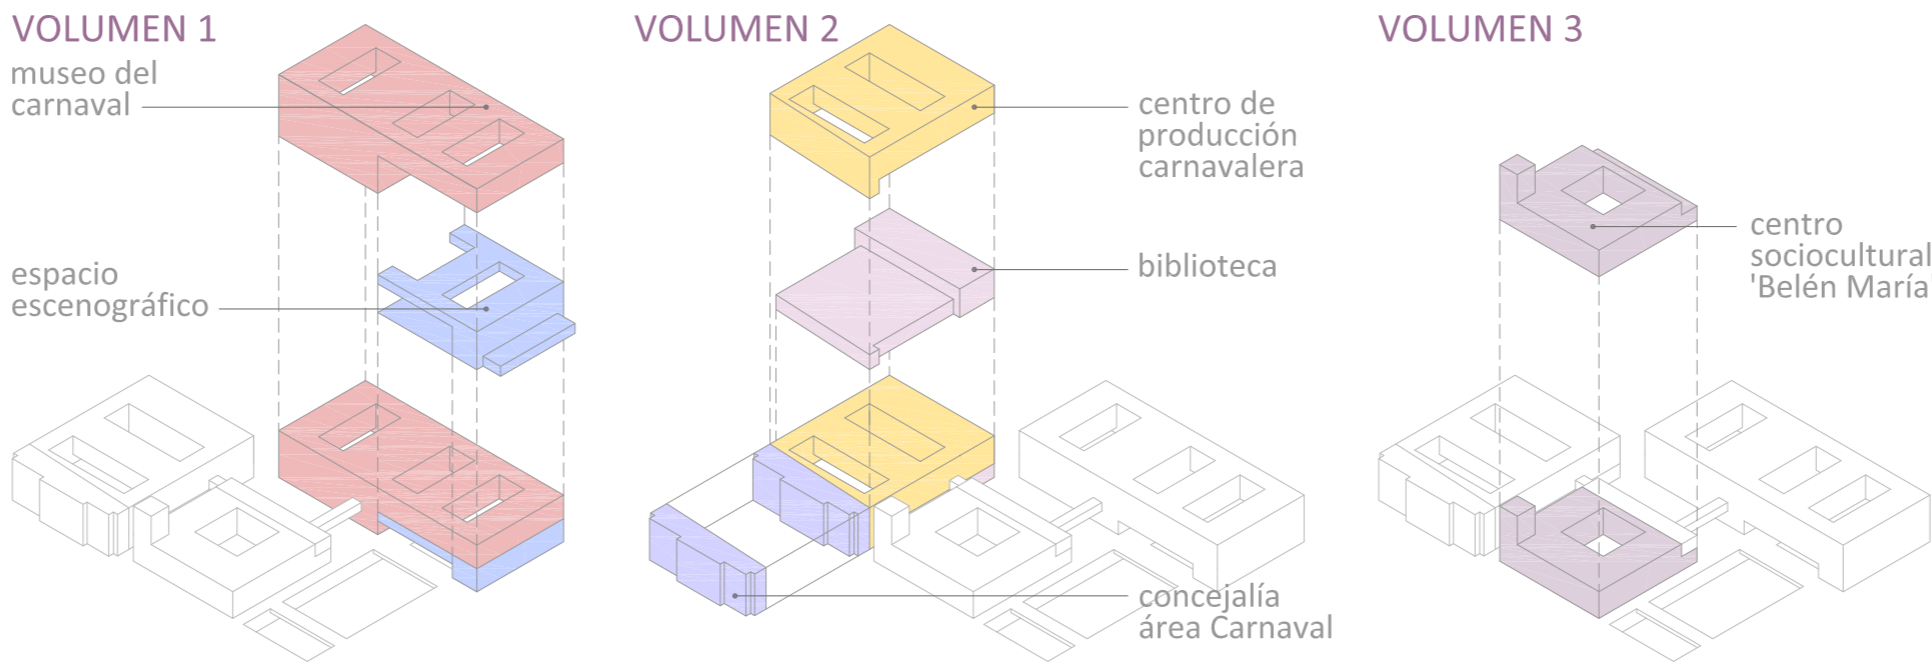 VOLUMEN 1
museo del
carnaval
espacio
escenográfico
VOLUMEN 2
centro de
producción
carnavalera
biblioteca
concejalía
área Carnaval
VOLUMEN 3
centro
sociocultural
'Belén María